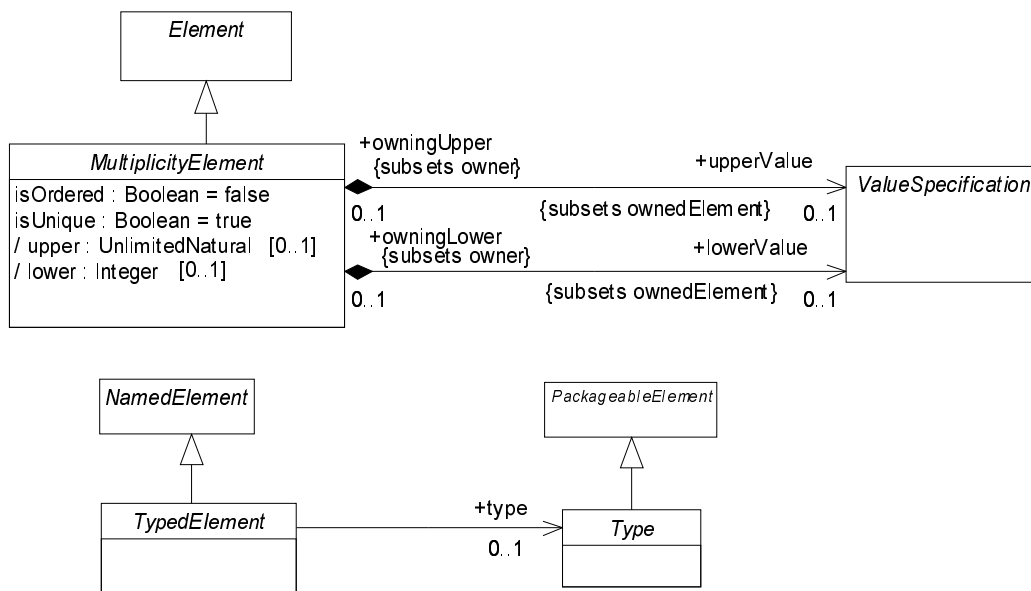 Element
MultiplicityElement
isOrdered : Boolean = false
isUnique : Boolean = true
/ upper : UnlimitedNatural [0..1]
/ lower : Integer [0..1]
+owningUpper
{subsets owner}
0..1
+upperValue
{subsets ownedElement}
0..1
+owningLower
{subsets owner}
0..1
+lowerValue
{subsets ownedElement}
0..1
ValueSpecification
NamedElement
TypedElement
+type
0..1
PackageableElement
Type